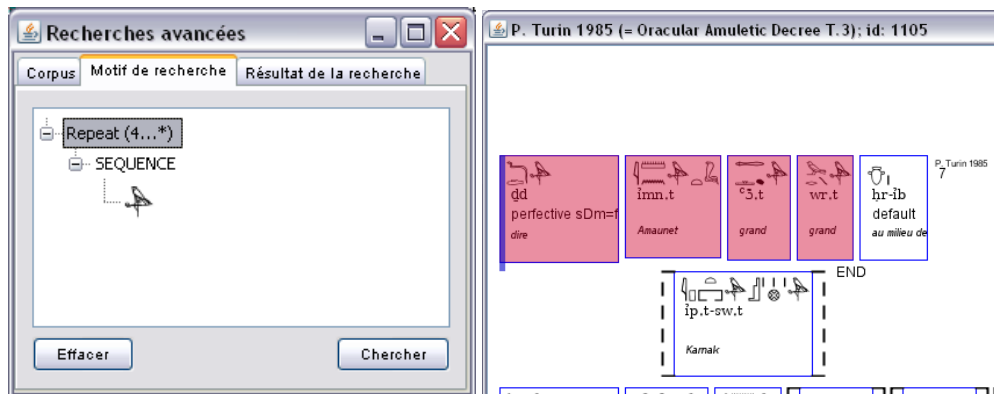 Recherches avancées
Corpus
Motif de recherche
Résultat de la recherche
Repeat (4...*)
SEQUENCE
Effacer
Chercher
P. Turin 1985 (= Oracular Amuletic Decree T.3); id: 1105
ḏd
perfective sDm=f
dire
ỉmn.t
Amaunet
ꜥꜣ.t
grand
wr.t
grand
ḥr-ỉb
default
au milieu de
P. Turin 1985
7
ỉp.t-sw.t
Karnak
END